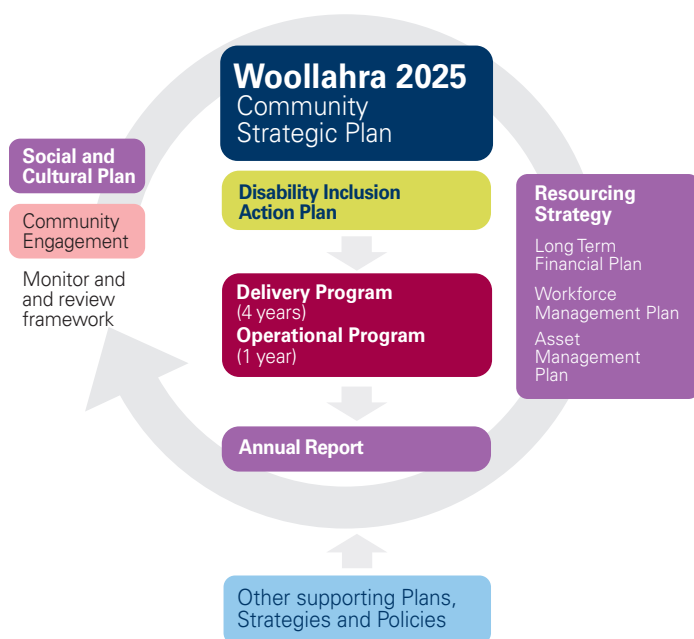 Woollahra 2025
Community
Strategic Plan
Social and
Cultural Plan
Community
Engagement
Monitor and
and review
framework
Disability Inclusion
Action Plan
Delivery Program
(4 years)
Operational Program
(1 year)
Annual Report
Resourcing
Strategy
Long Term
Financial Plan
Workforce
Management Plan
Asset
Management
Plan
Other supporting Plans,
Strategies and Policies